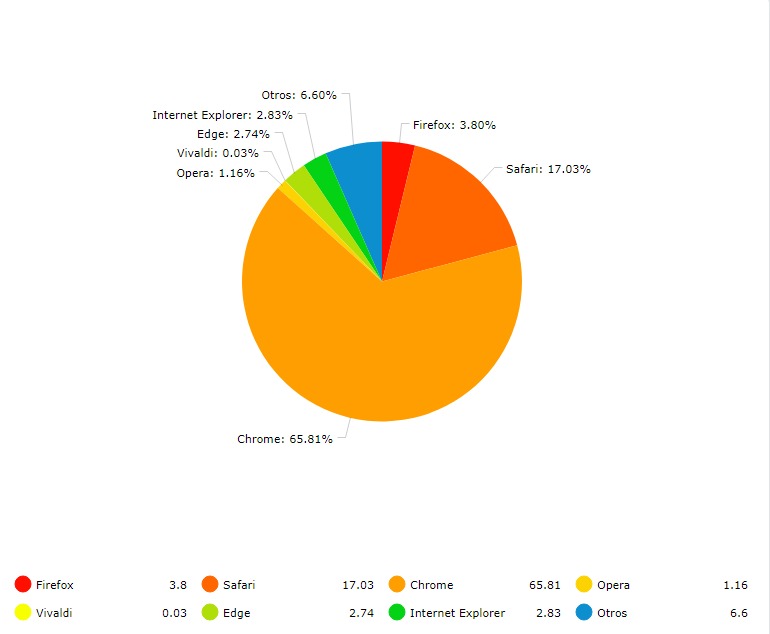 Otros: 6.60%
Internet Explorer: 2.83%
Firefox: 3.80%
Edge: 2.74%
Vivaldi: 0.03%
Safari: 17.03%
Opera: 1.16%
Chrome: 65.81%
Firefox 3.8 Safari 17.03 Chrome 65.81 Opera 1.16
Vivaldi 0.03 Edge 2.74 Internet Explorer 2.83 Otros 6.6